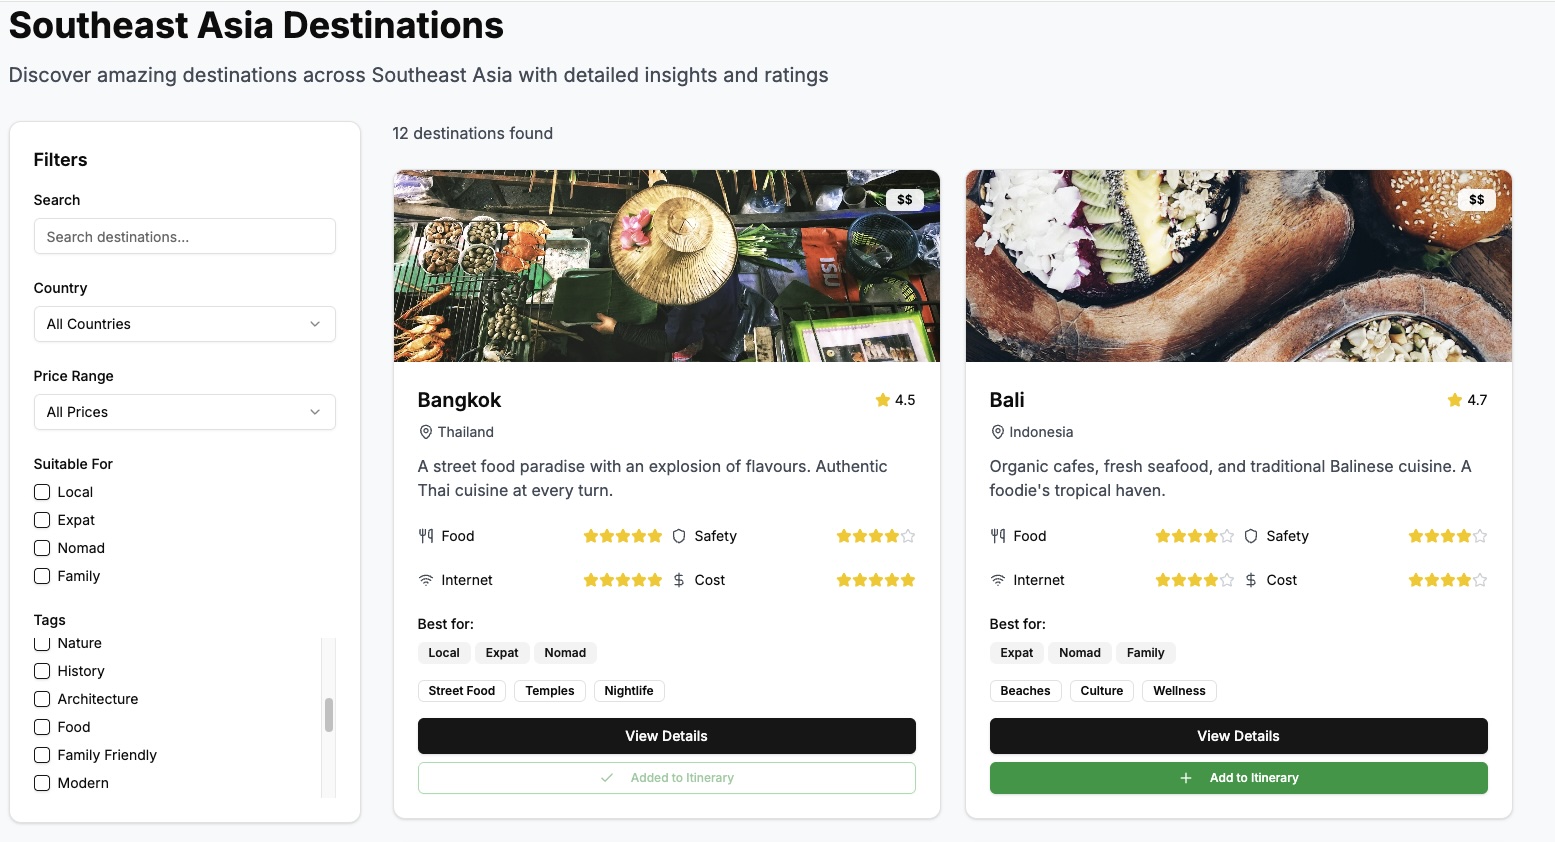 Southeast Asia Destinations
Discover amazing destinations across Southeast Asia with detailed insights and ratings
Filters
Search
Search destinations...
Country
All Countries
Price Range
All Prices
Suitable For
Local
Expat
Nomad
Family
Tags
Nature
History
Architecture
Food
Family Friendly
Modern
12 destinations found
$$
ISU
Bangkok
4.5
Thailand
A street food paradise with an explosion of flavours. Authentic
Thai cuisine at every turn.
Food
Safety
Internet
Cost
Best for:
Local Expat Nomad
Street Food Temples Nightlife
View Details
Added to Itinerary
$$
Bali
4.7
Indonesia
Organic cafes, fresh seafood, and traditional Balinese cuisine. A
foodie's tropical haven.
Food
Safety
Internet
Cost
Best for:
Expat Nomad Family
Beaches Culture Wellness
View Details
Add to Itinerary